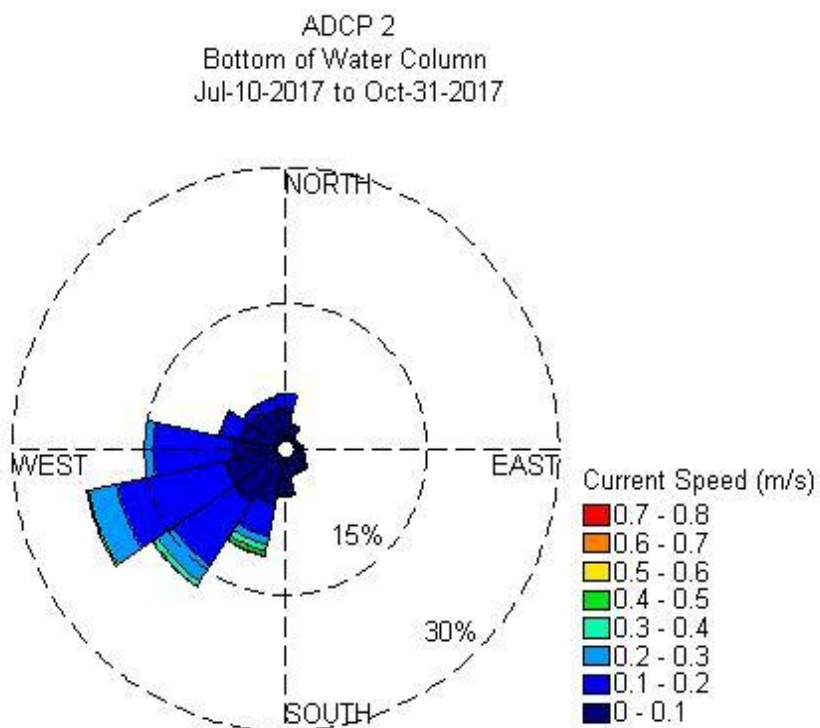 ADCP 2
Bottom of Water Column
Jul-10-2017 to Oct-31-2017
NORTH
WEST
EAST
15%
30%
SOUTH
Current Speed (m/s)
0.7 - 0.8
0.6 - 0.7
0.5 - 0.6
0.4 - 0.5
0.3 - 0.4
0.2 - 0.3
0.1 - 0.2
0 - 0.1